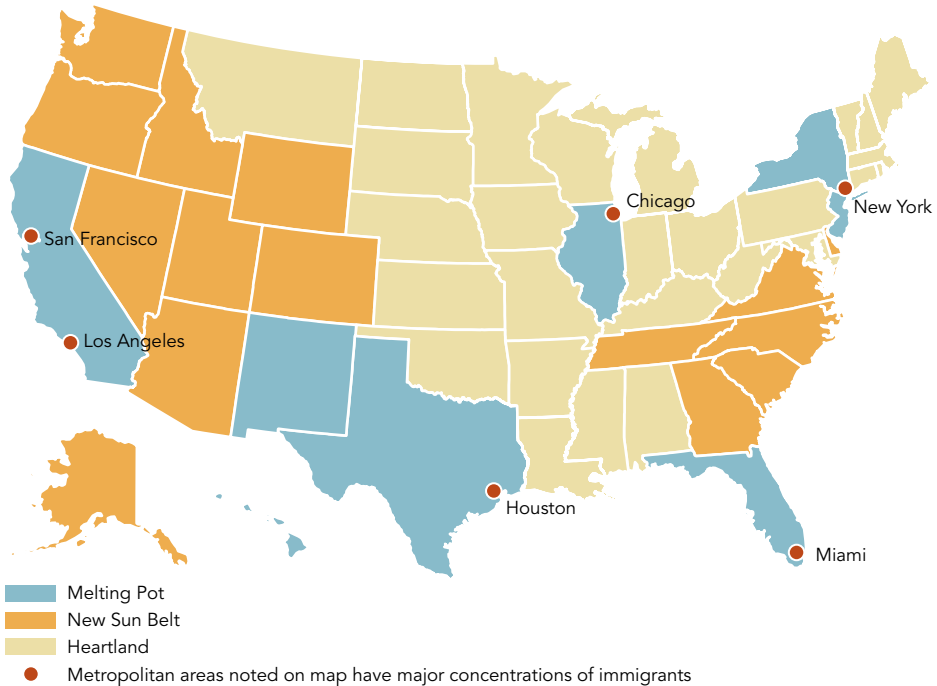 Chicago
New York
San Francisco
Los Angeles
Houston
Miami
Melting Pot
New Sun Belt
Heartland
Metropolitan areas noted on map have major concentrations of immigrants